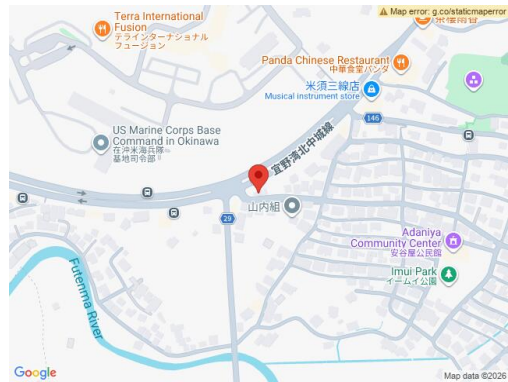 Map error: g.co/staticmaperror
Terra International
Fusion
テラインターナショナル
フュージョン
Panda Chinese Restaurant
中華食堂パンダ
米須三線店
Musical instrument store
146
US Marine Corps Base
Command in Okinawa
在沖米海兵隊
基地司令部
宜野湾北中城線
山内組
29
Adaniya
Community Center
安谷屋公民館
Imui Park
イームイ公園
Futenma River
Google
Map data ©2026